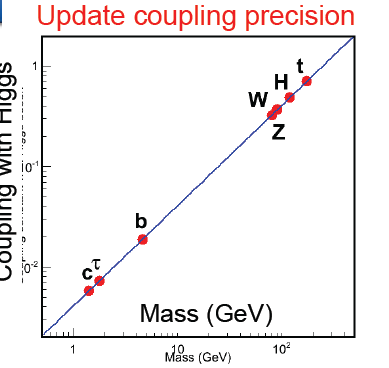 Update coupling precision
Coupling with Higgs
1
10⁻¹
10⁻²
t
H
W
Z
b
τ
c
Mass (GeV)
1
10
10²
Mass (GeV)